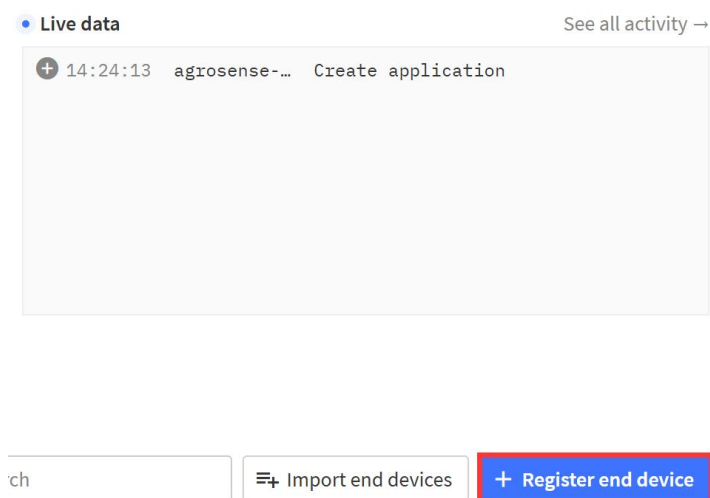 Live data See all activity →
14:24:13 agrosense-… Create application
rch Import end devices + Register end device